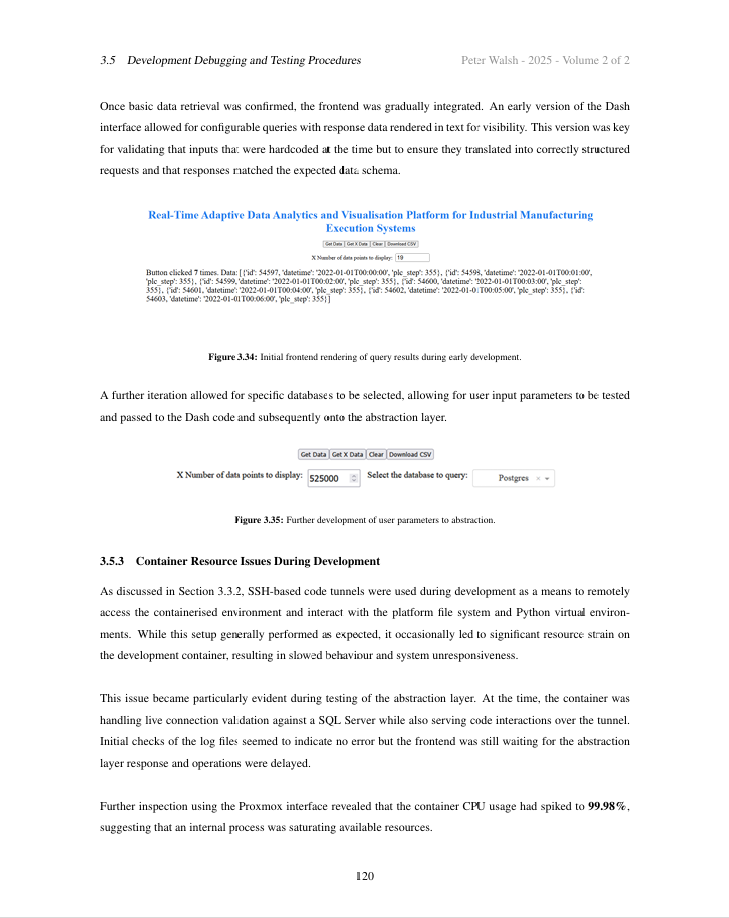 3.5 Development Debugging and Testing Procedures
Peter Walsh - 2025 - Volume 2 of 2
Once basic data retrieval was confirmed, the frontend was gradually integrated. An early version of the Dash
interface allowed for configurable queries with response data rendered in text for visibility. This version was key
for validating that inputs that were hardcoded at the time but to ensure they translated into correctly structured
requests and that responses matched the expected data schema.
Real-Time Adaptive Data Analytics and Visualisation Platform for Industrial Manufacturing
Execution Systems
Get Data Get X Data Clear Download CSV
X Number of data points to display: 19
Button clicked 7 times. Data: [{'id': 54597, 'datetime': '2022-01-01T00:00:00', 'plc_step': 355}, {'id': 54598, 'datetime': '2022-01-01T00:01:00',
'plc_step': 355}, {'id': 54599, 'datetime': '2022-01-01T00:02:00', 'plc_step': 355}, {'id': 54600, 'datetime': '2022-01-01T00:03:00', 'plc_step':
355}, {'id': 54601, 'datetime': '2022-01-01T00:04:00', 'plc_step': 355}, {'id': 54602, 'datetime': '2022-01-01T00:05:00', 'plc_step': 355}, {'id':
54603, 'datetime': '2022-01-01T00:06:00', 'plc_step': 355}]
Figure 3.34: Initial frontend rendering of query results during early development.
A further iteration allowed for specific databases to be selected, allowing for user input parameters to be tested
and passed to the Dash code and subsequently onto the abstraction layer.
Get Data Get X Data Clear Download CSV
X Number of data points to display: 525000 Select the database to query: Postgres
Figure 3.35: Further development of user parameters to abstraction.
3.5.3 Container Resource Issues During Development
As discussed in Section 3.3.2, SSH-based code tunnels were used during development as a means to remotely
access the containerised environment and interact with the platform file system and Python virtual environ-
ments. While this setup generally performed as expected, it occasionally led to significant resource strain on
the development container, resulting in slowed behaviour and system unresponsiveness.
This issue became particularly evident during testing of the abstraction layer. At the time, the container was
handling live connection validation against a SQL Server while also serving code interactions over the tunnel.
Initial checks of the log files seemed to indicate no error but the frontend was still waiting for the abstraction
layer response and operations were delayed.
Further inspection using the Proxmox interface revealed that the container CPU usage had spiked to 99.98%,
suggesting that an internal process was saturating available resources.
120